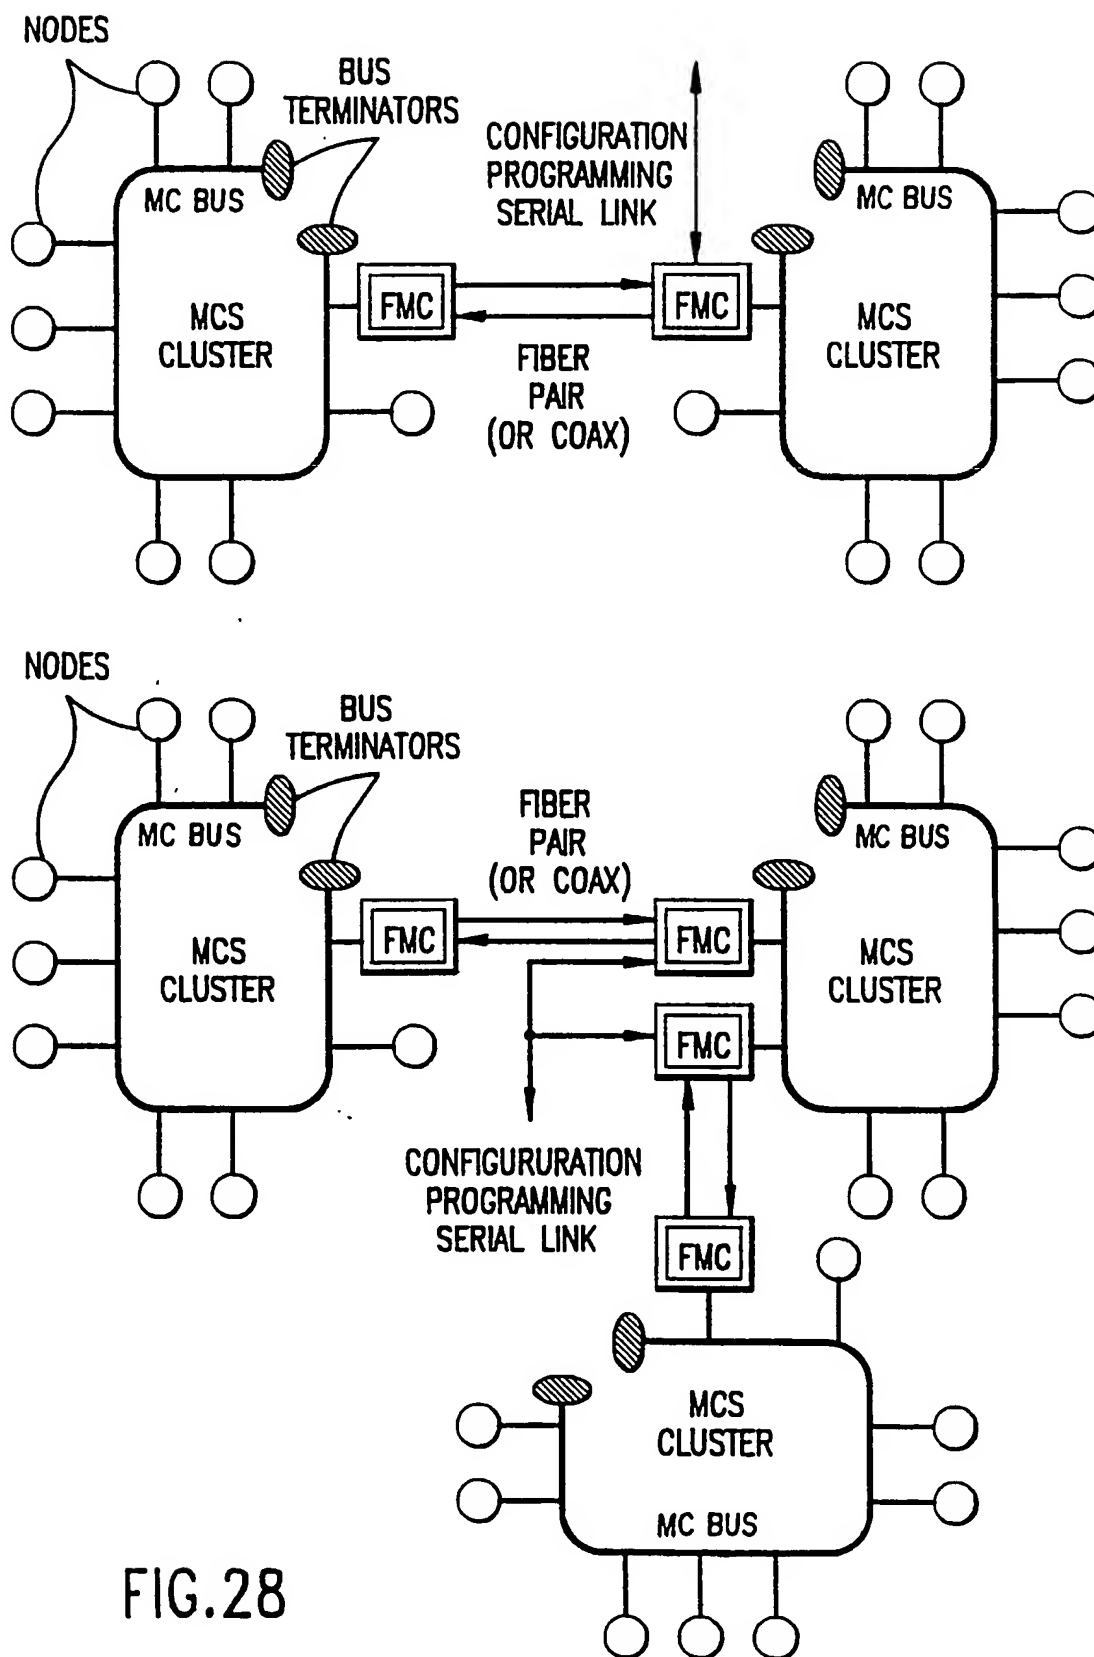 NODES
BUS
TERMINATORS
CONFIGURATION
PROGRAMMING
SERIAL LINK
MC BUS
MC BUS
MCS
CLUSTER
FMC
FMC
MCS
CLUSTER
FIBER
PAIR
(OR COAX)
NODES
BUS
TERMINATORS
FIBER
PAIR
(OR COAX)
MC BUS
MC BUS
MCS
CLUSTER
FMC
FMC
MCS
CLUSTER
FMC
CONFIGURURATION
PROGRAMMING
SERIAL LINK
FMC
MCS
CLUSTER
MC BUS
FIG.28